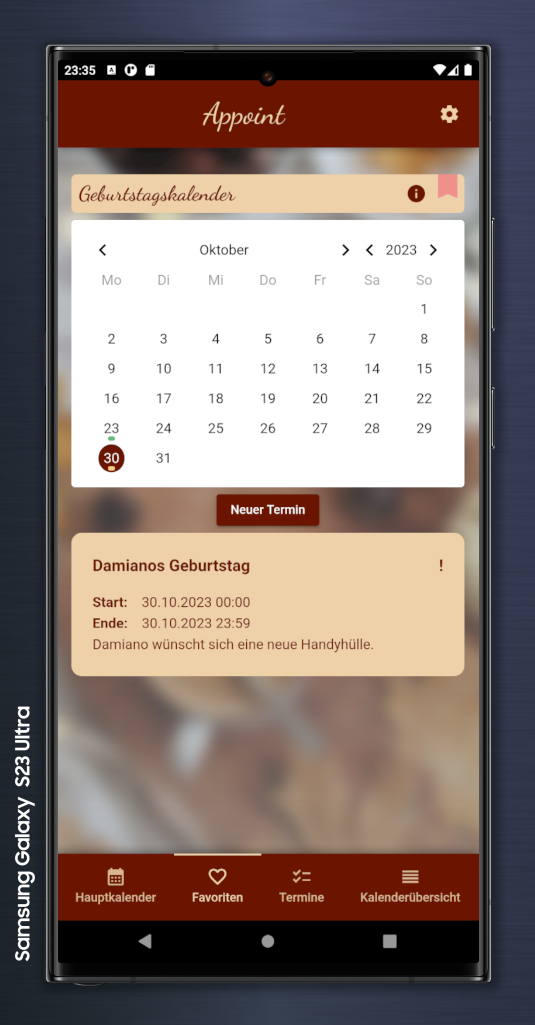 23:35
Appoint
Geburtstagskalender
Oktober 2023
Mo Di Mi Do Fr Sa So
1
2 3 4 5 6 7 8
9 10 11 12 13 14 15
16 17 18 19 20 21 22
23 24 25 26 27 28 29
30 31
Neuer Termin
Damianos Geburtstag !
Start: 30.10.2023 00:00
Ende: 30.10.2023 23:59
Damiano wünscht sich eine neue Handyhülle.
Hauptkalender Favoriten Termine Kalenderübersicht
Samsung Galaxy S23 Ultra